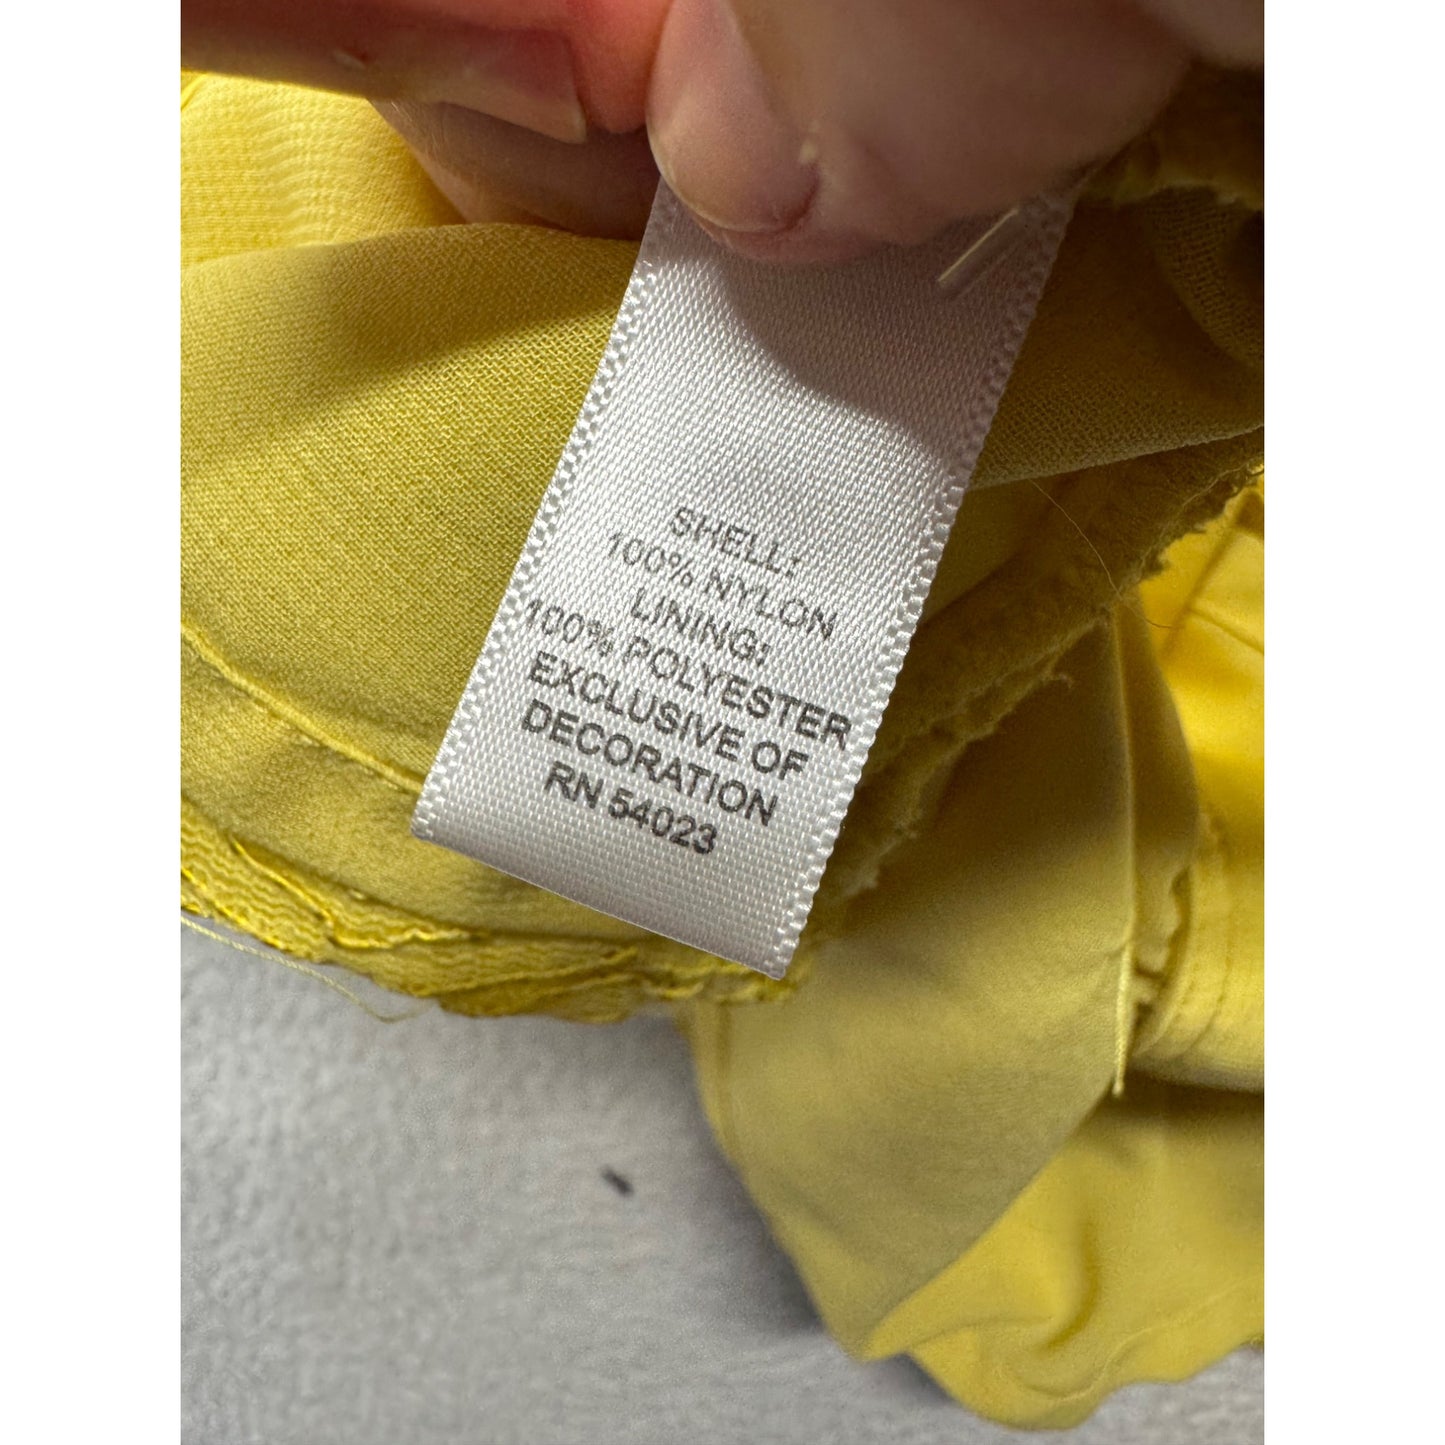 SHELL:
100% NYLON
LINING:
100% POLYESTER
EXCLUSIVE OF
DECORATION
RN 54023